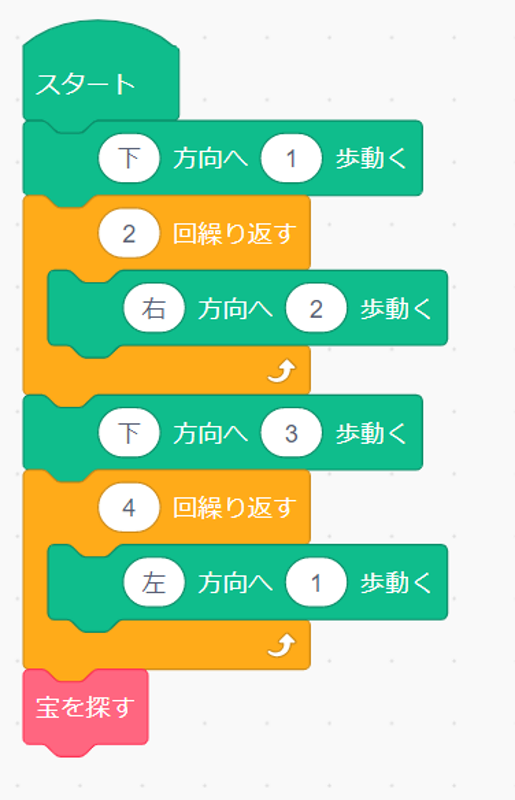 スタート
下 方向へ 1 歩動く
2 回繰り返す
右 方向へ 2 歩動く
下 方向へ 3 歩動く
4 回繰り返す
左 方向へ 1 歩動く
宝を探す